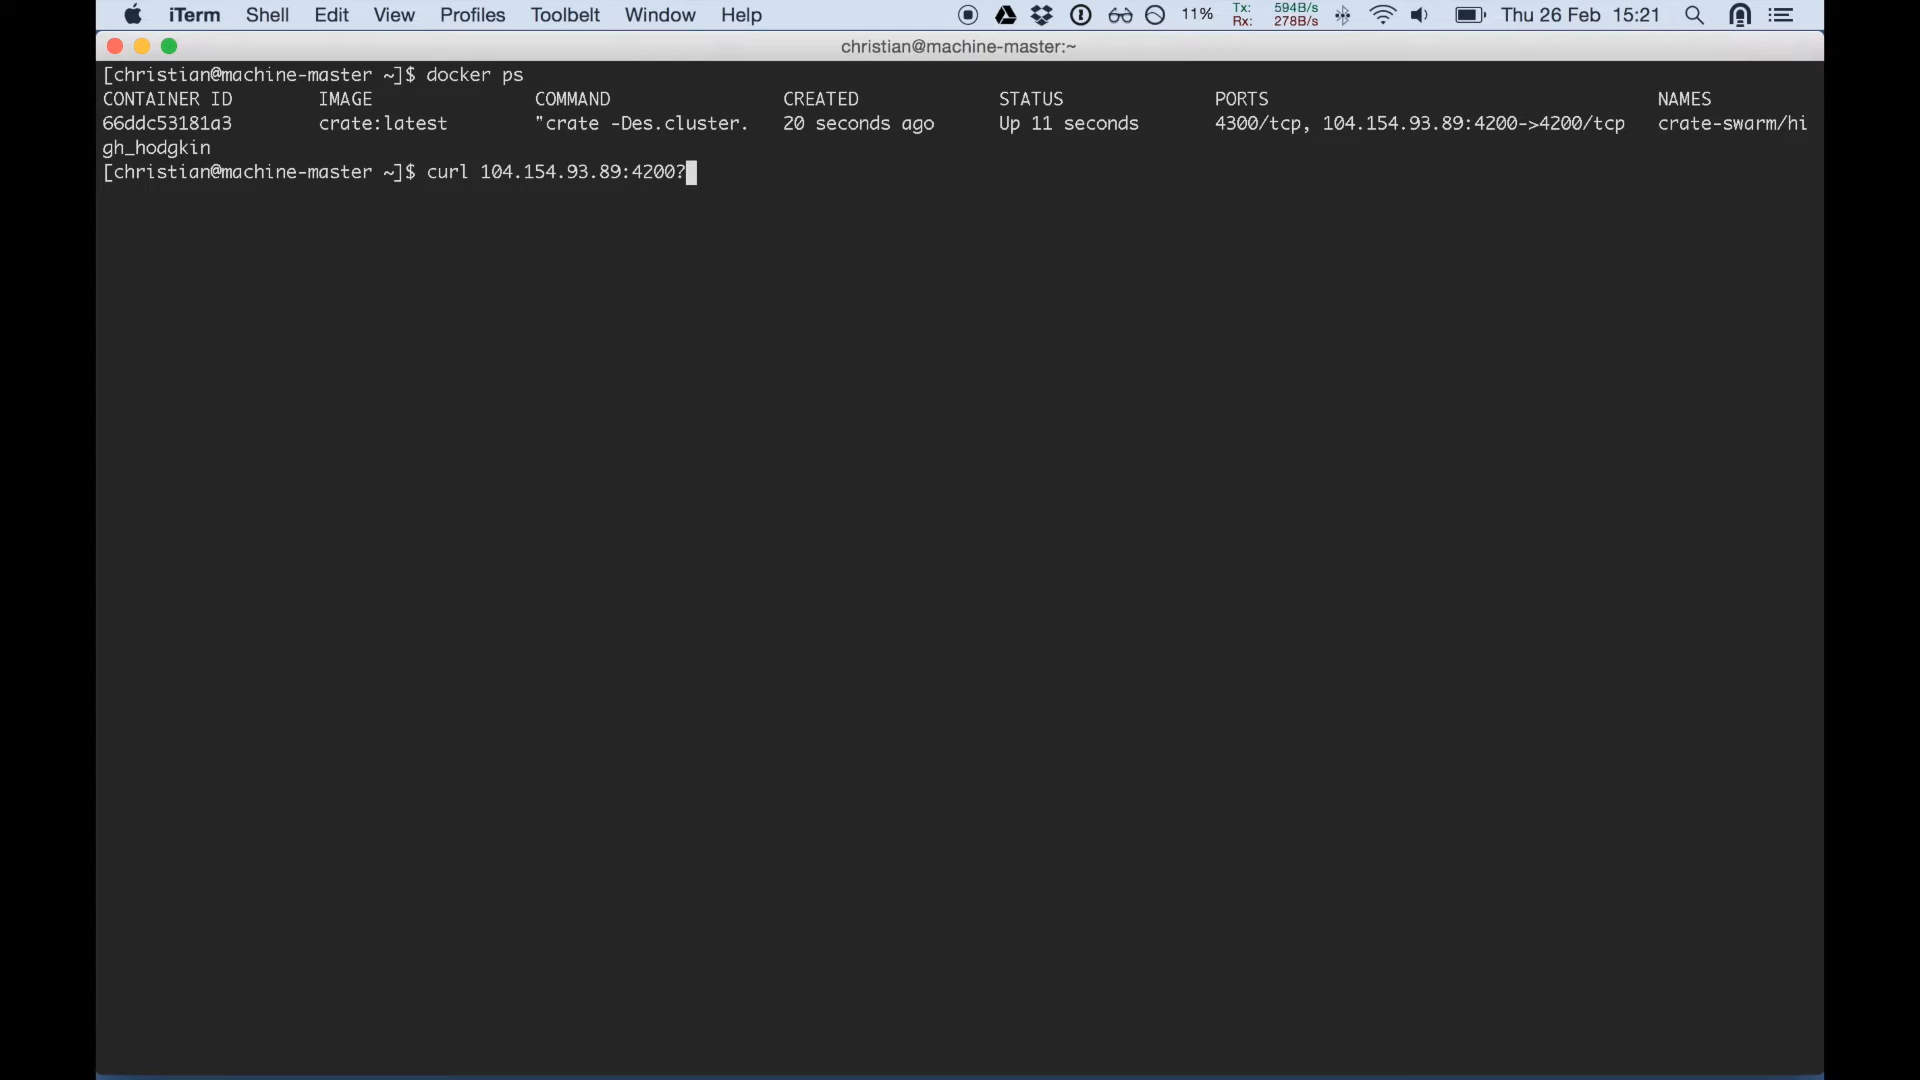 iTerm Shell Edit View Profiles Toolbelt Window Help 11% Tx: 594B/s Rx: 278B/s Thu 26 Feb 15:21
christian@machine-master:~
[christian@machine-master ~]$ docker ps
CONTAINER ID IMAGE COMMAND CREATED STATUS PORTS NAMES
66ddc53181a3 crate:latest "crate -Des.cluster. 20 seconds ago Up 11 seconds 4300/tcp, 104.154.93.89:4200->4200/tcp crate-swarm/hi
gh_hodgkin
[christian@machine-master ~]$ curl 104.154.93.89:4200?